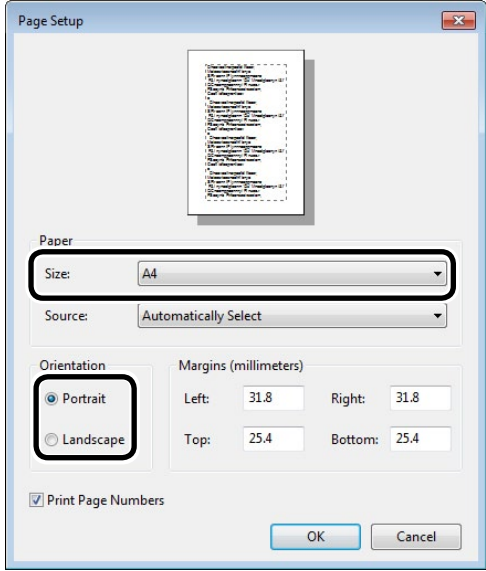 Page Setup
Paper
Size: A4
Source: Automatically Select
Orientation Margins (millimeters)
Portrait Left: 31.8 Right: 31.8
Landscape Top: 25.4 Bottom: 25.4
Print Page Numbers
OK Cancel